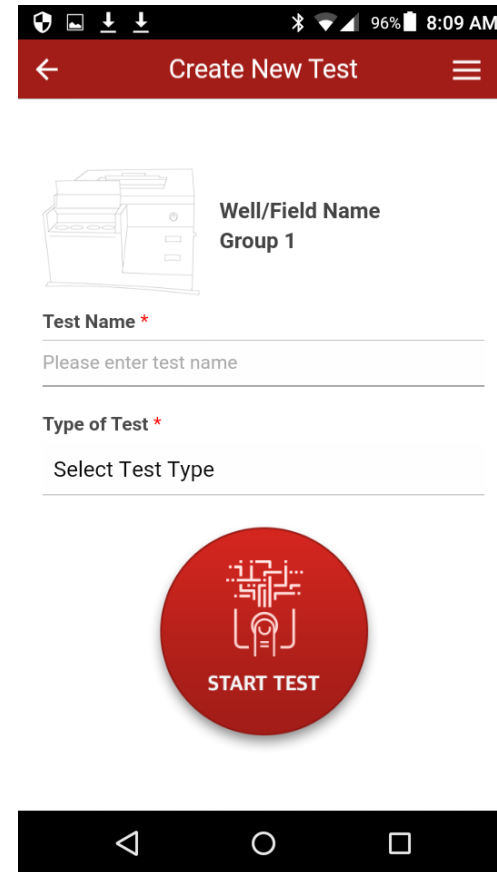 96% 8:09 AM
Create New Test
Well/Field Name
Group 1
Test Name *
Please enter test name
Type of Test *
Select Test Type
START TEST